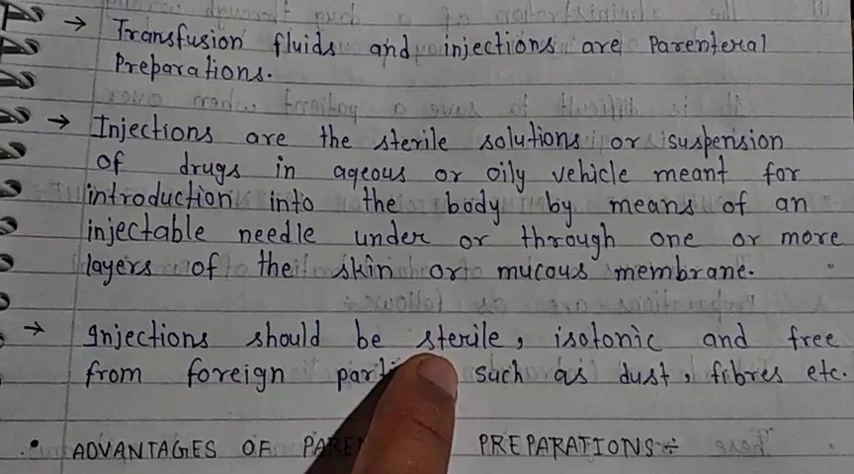 → Transfusion fluids and injections are Parenteral
Preparations.
→ Injections are the sterile solutions or suspension
of drugs in aqeous or oily vehicle meant for
introduction into the body by means of an
injectable needle under or through one or more
layers of the skin or mucous membrane.
→ Injections should be sterile, isotonic and free
from foreign such as dust, fibres etc.
• ADVANTAGES OF PREPARATIONS÷